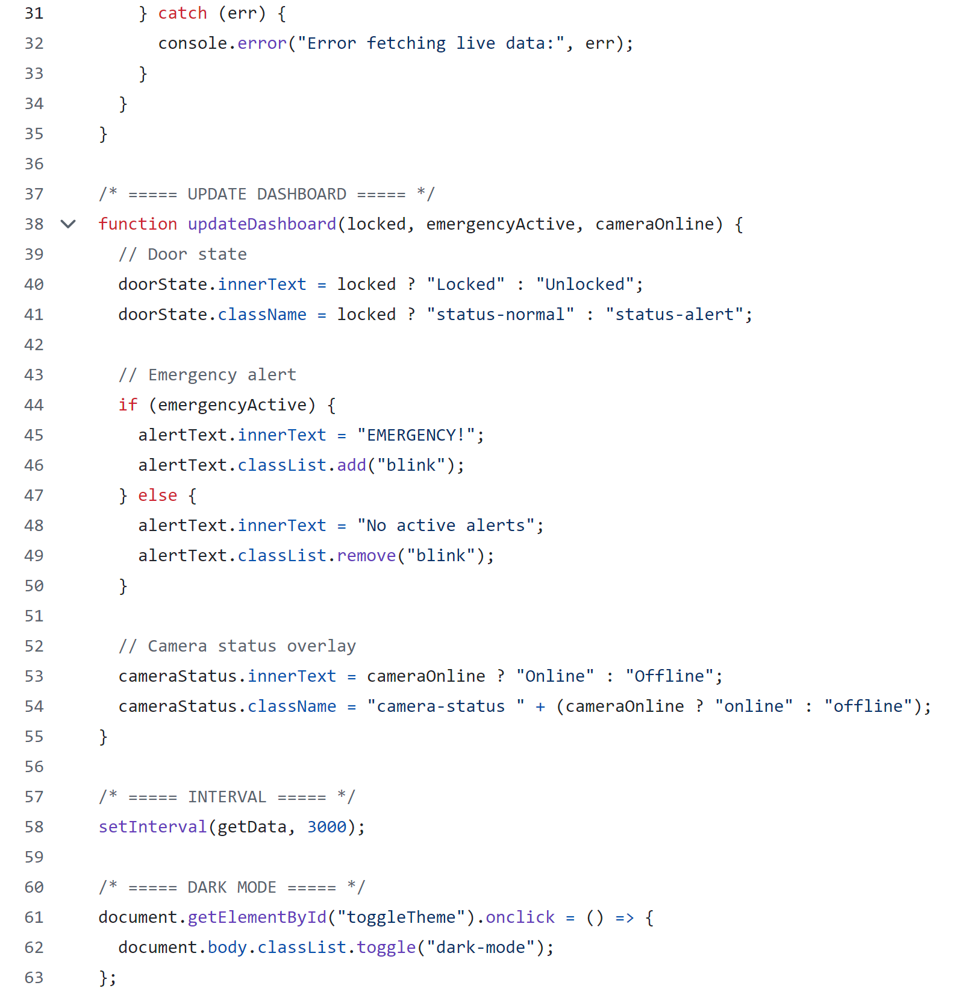 31 } catch (err) {
32 console.error("Error fetching live data:", err);
33 }
34 }
35 }
36
37 /* ===== UPDATE DASHBOARD ===== */
38 function updateDashboard(locked, emergencyActive, cameraOnline) {
39 // Door state
40 doorState.innerText = locked ? "Locked" : "Unlocked";
41 doorState.className = locked ? "status-normal" : "status-alert";
42
43 // Emergency alert
44 if (emergencyActive) {
45 alertText.innerText = "EMERGENCY!";
46 alertText.classList.add("blink");
47 } else {
48 alertText.innerText = "No active alerts";
49 alertText.classList.remove("blink");
50 }
51
52 // Camera status overlay
53 cameraStatus.innerText = cameraOnline ? "Online" : "Offline";
54 cameraStatus.className = "camera-status " + (cameraOnline ? "online" : "offline");
55 }
56
57 /* ===== INTERVAL ===== */
58 setInterval(getData, 3000);
59
60 /* ===== DARK MODE ===== */
61 document.getElementById("toggleTheme").onclick = () => {
62 document.body.classList.toggle("dark-mode");
63 };